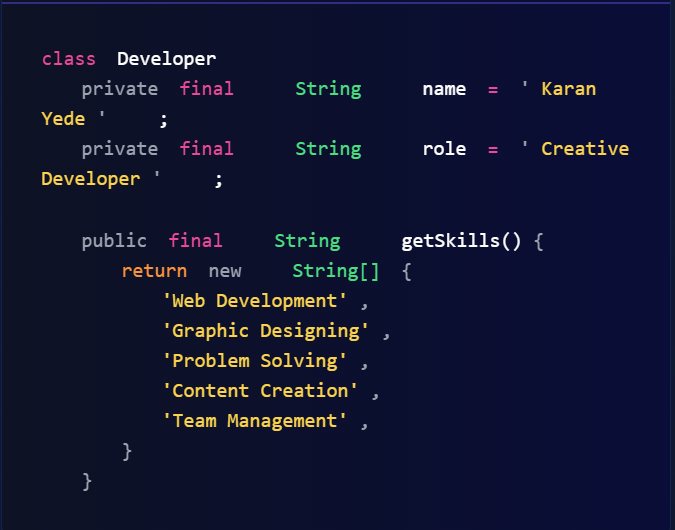 class Developer
private final String name = ' Karan
Yede ' ;
private final String role = ' Creative
Developer ' ;
public final String getSkills() {
return new String[] {
'Web Development' ,
'Graphic Designing' ,
'Problem Solving' ,
'Content Creation' ,
'Team Management' ,
}
}